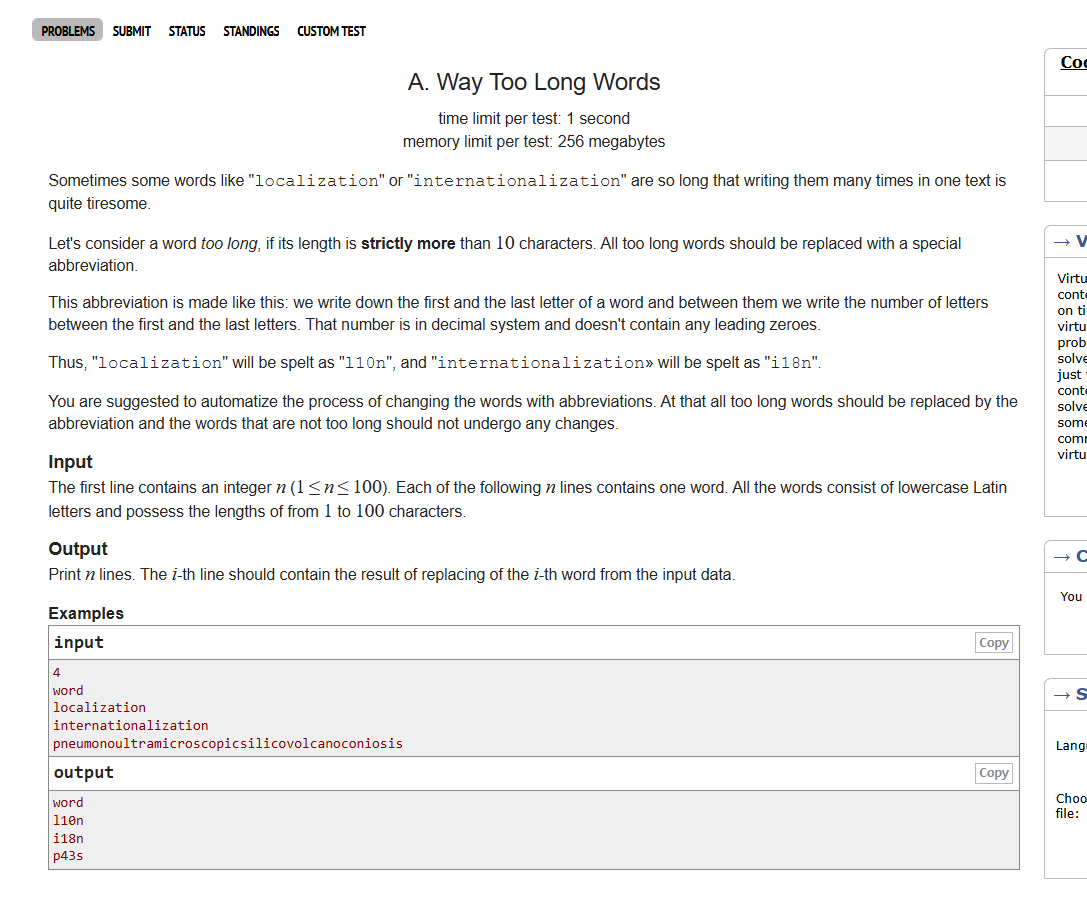 PROBLEMS SUBMIT STATUS STANDINGS CUSTOM TEST
A. Way Too Long Words
time limit per test: 1 second
memory limit per test: 256 megabytes
Sometimes some words like "localization" or "internationalization" are so long that writing them many times in one text is
quite tiresome.
Let's consider a word too long, if its length is strictly more than 10 characters. All too long words should be replaced with a special
abbreviation.
This abbreviation is made like this: we write down the first and the last letter of a word and between them we write the number of letters
between the first and the last letters. That number is in decimal system and doesn't contain any leading zeroes.
Thus, "localization" will be spelt as "l10n", and "internationalization» will be spelt as "i18n".
You are suggested to automatize the process of changing the words with abbreviations. At that all too long words should be replaced by the
abbreviation and the words that are not too long should not undergo any changes.
Input
The first line contains an integer n (1 ≤ n ≤ 100). Each of the following n lines contains one word. All the words consist of lowercase Latin
letters and possess the lengths of from 1 to 100 characters.
Output
Print n lines. The i-th line should contain the result of replacing of the i-th word from the input data.
Examples
input Copy
4
word
localization
internationalization
pneumonoultramicroscopicsilicovolcanoconiosis
output Copy
word
l10n
i18n
p43s
→ V
Virtu
conte
on ti
virtu
prob
solve
just
conte
solve
some
comm
virtu
→ C
You
→ S
Lang
Choo
file: